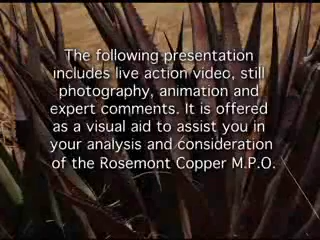 The following presentation
includes live action video, still
photography, animation and
expert comments. It is offered
as a visual aid to assist you in
your analysis and consideration
of the Rosemont Copper M.P.O.